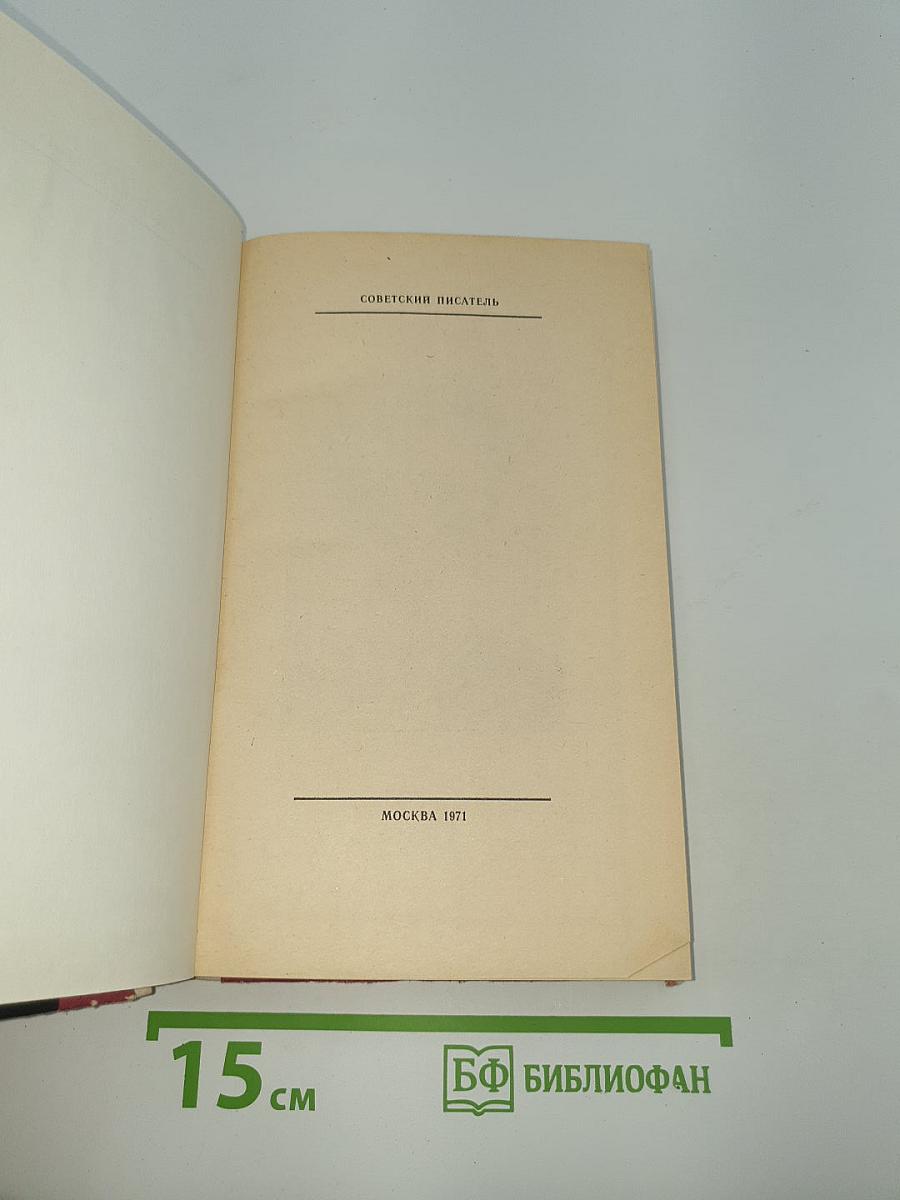 СОВЕТСКИЙ ПИСАТЕЛЬ
МОСКВА 1971
15 см
БФ БИБЛИОФАН